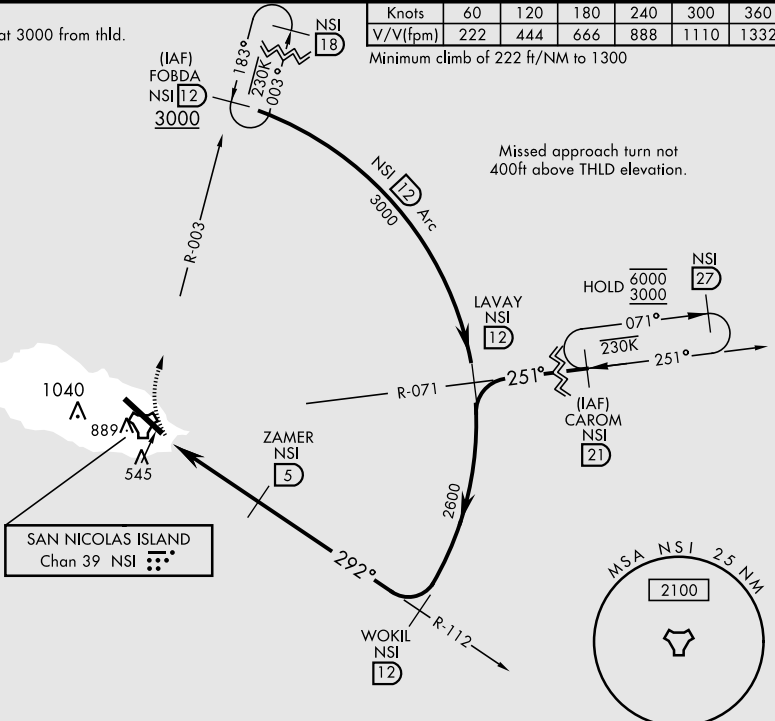 at 3000 from thld.
Knots 60 120 180 240 300 360
V/V(fpm) 222 444 666 888 1110 1332
Minimum climb of 222 ft/NM to 1300
NSI
18
(IAF)
FOBDA
NSI 12
3000
183°
230K
003°
Missed approach turn not
400ft above THLD elevation.
NSI 12 Arc
3000
R-003
NSI
27
HOLD 6000
3000
071°
230K
251°
LAVAY
NSI
12
251°
R-071
(IAF)
CAROM
NSI
21
1040
889
545
ZAMER
NSI
5
2600
SAN NICOLAS ISLAND
Chan 39 NSI
292°
R-112
WOKIL
NSI
12
MSA NSI 25 NM
2100